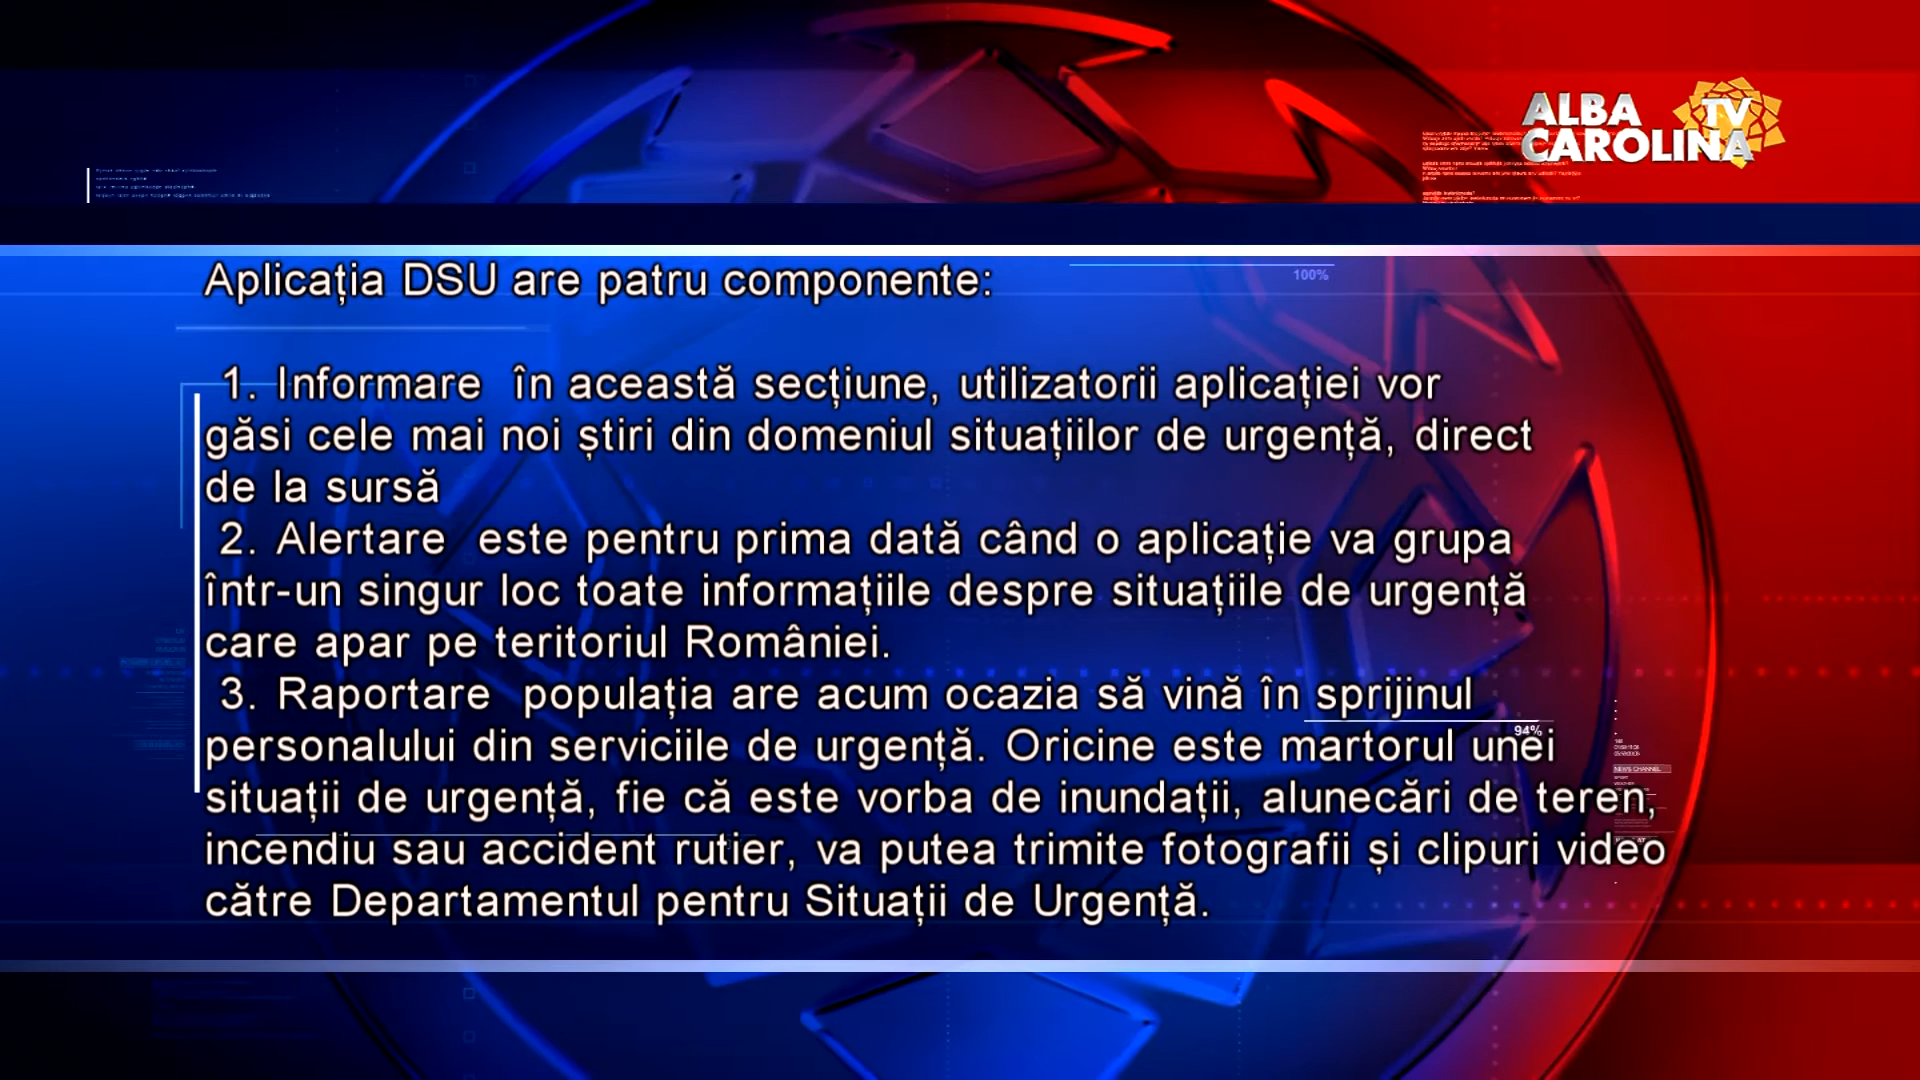 ALBA
TV
CAROLINA
100%
Aplicația DSU are patru componente:
1. Informare în această secțiune, utilizatorii aplicației vor
găsi cele mai noi știri din domeniul situațiilor de urgență, direct
de la sursă
2. Alertare este pentru prima dată când o aplicație va grupa
într-un singur loc toate informațiile despre situațiile de urgență
care apar pe teritoriul României.
3. Raportare populația are acum ocazia să vină în sprijinul
94%
personalului din serviciile de urgență. Oricine este martorul unei
NEWS CHANNEL
situații de urgență, fie că este vorba de inundații, alunecări de teren,
incendiu sau accident rutier, va putea trimite fotografii și clipuri video
către Departamentul pentru Situații de Urgență.